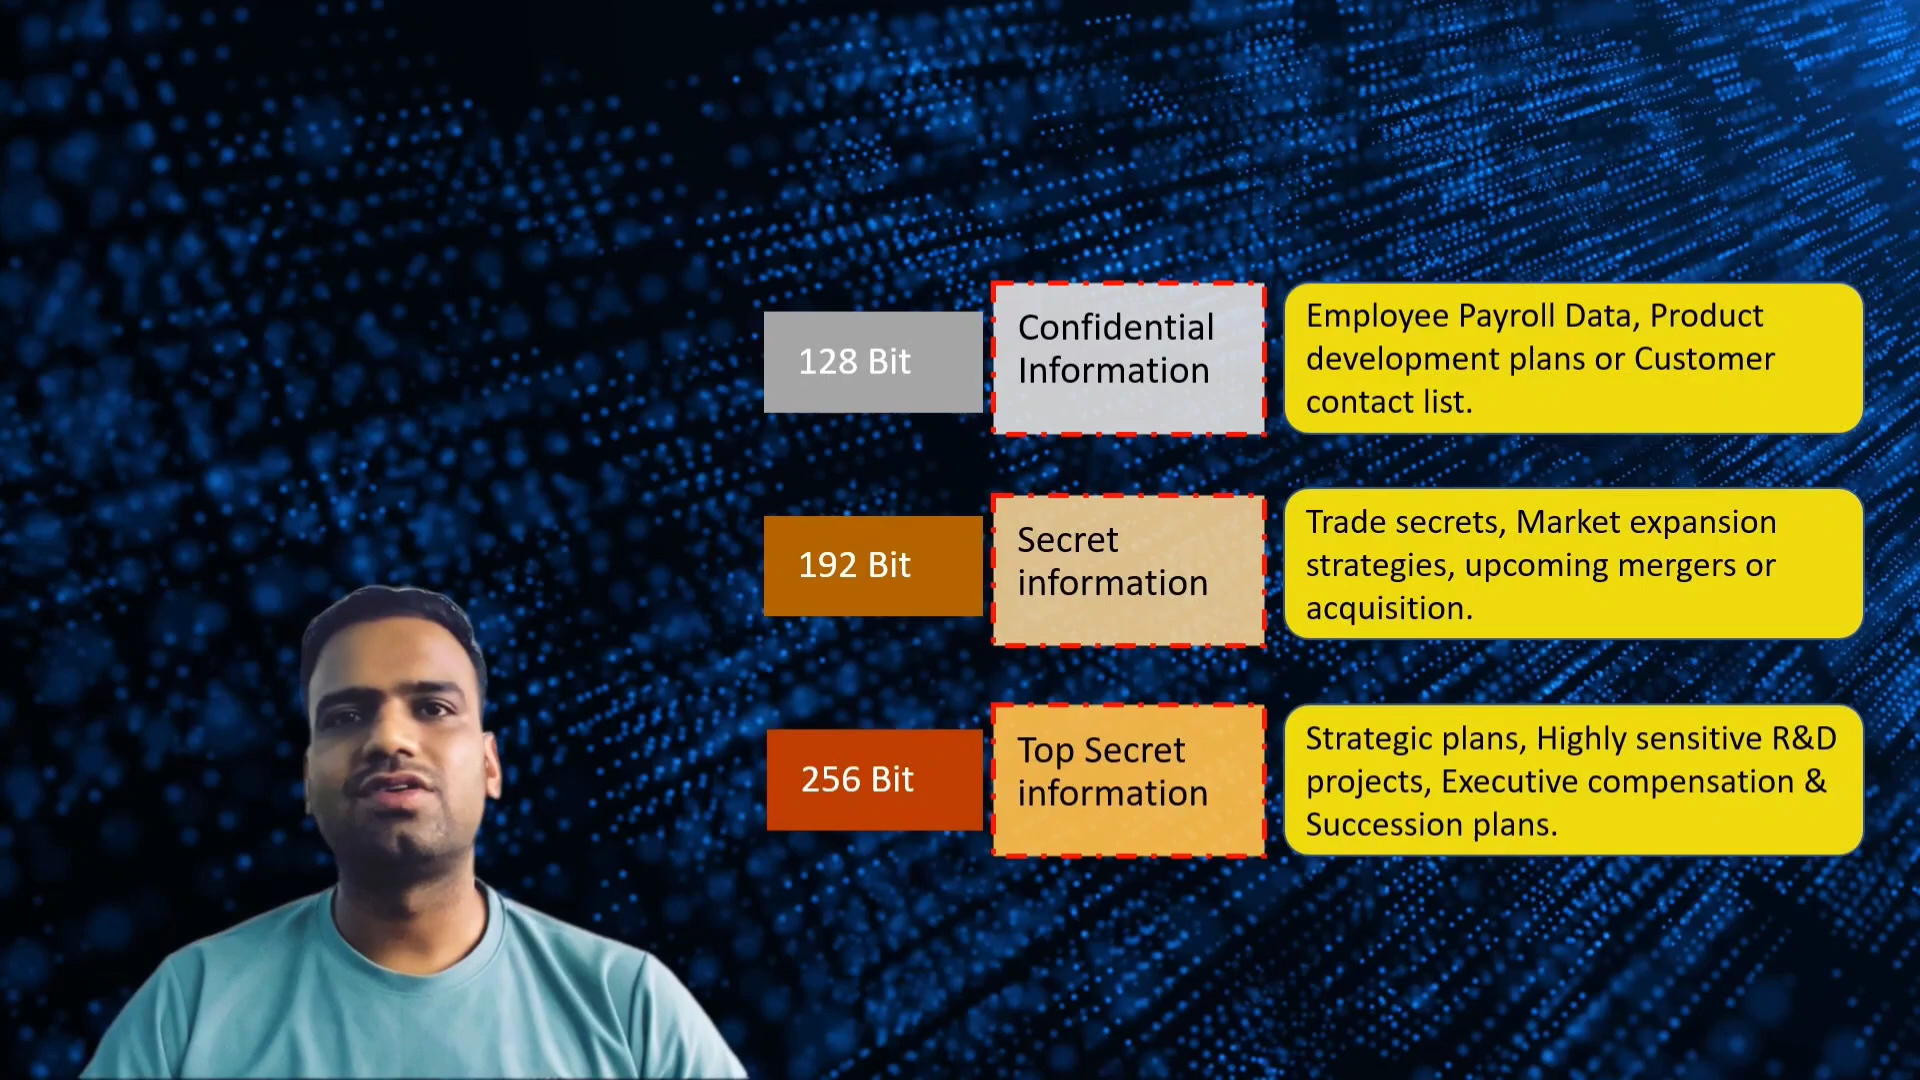 128 Bit
Confidential
Information
Employee Payroll Data, Product
development plans or Customer
contact list.
192 Bit
Secret
information
Trade secrets, Market expansion
strategies, upcoming mergers or
acquisition.
256 Bit
Top Secret
information
Strategic plans, Highly sensitive R&D
projects, Executive compensation &
Succession plans.